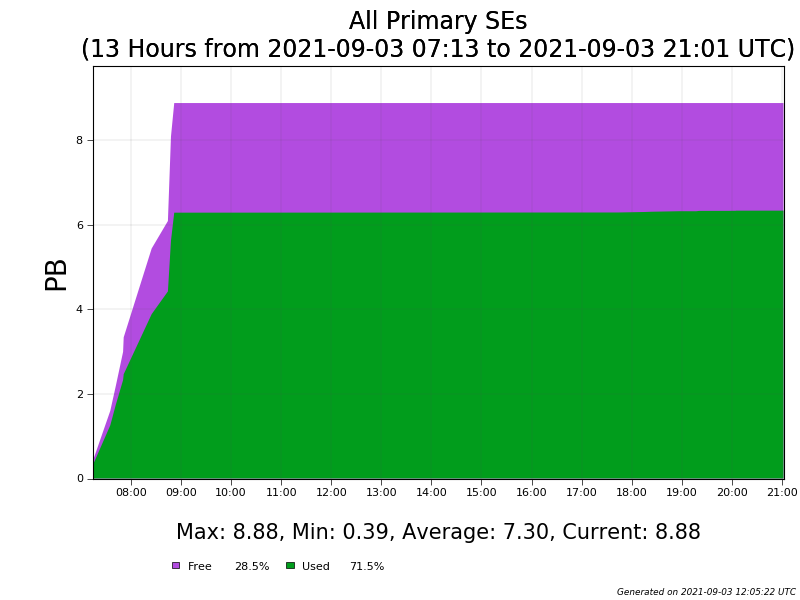 All Primary SEs
(13 Hours from 2021-09-03 07:13 to 2021-09-03 21:01 UTC)
8
6
PB
4
2
0
08:00 09:00 10:00 11:00 12:00 13:00 14:00 15:00 16:00 17:00 18:00 19:00 20:00 21:00
Max: 8.88, Min: 0.39, Average: 7.30, Current: 8.88
Free 28.5% Used 71.5%
Generated on 2021-09-03 12:05:22 UTC